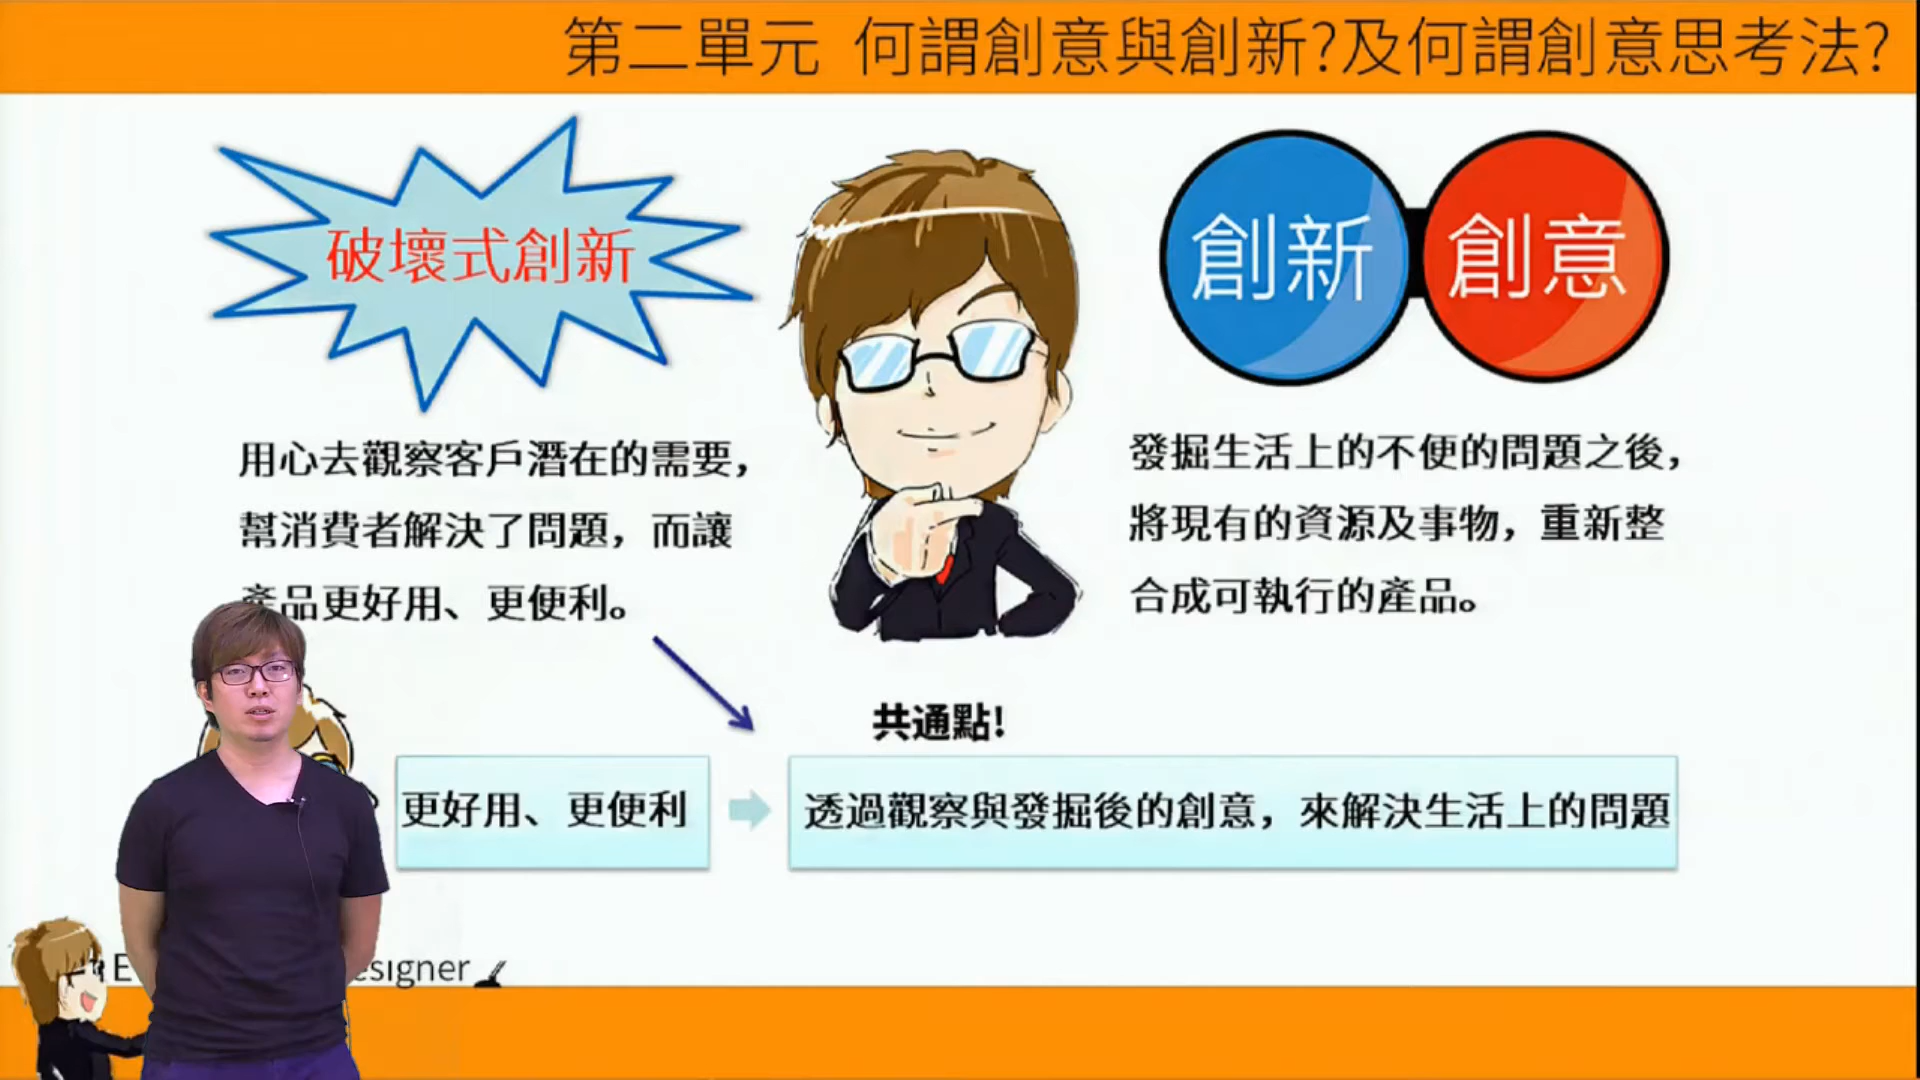 第二單元 何謂創意與創新?及何謂創意思考法?
破壞式創新
用心去觀察客戶潛在的需要，
幫消費者解決了問題，而讓
產品更好用、更便利。
創新
創意
發掘生活上的不便的問題之後，
將現有的資源及事物，重新整
合成可執行的產品。
共通點!
更好用、更便利
透過觀察與發掘後的創意，來解決生活上的問題